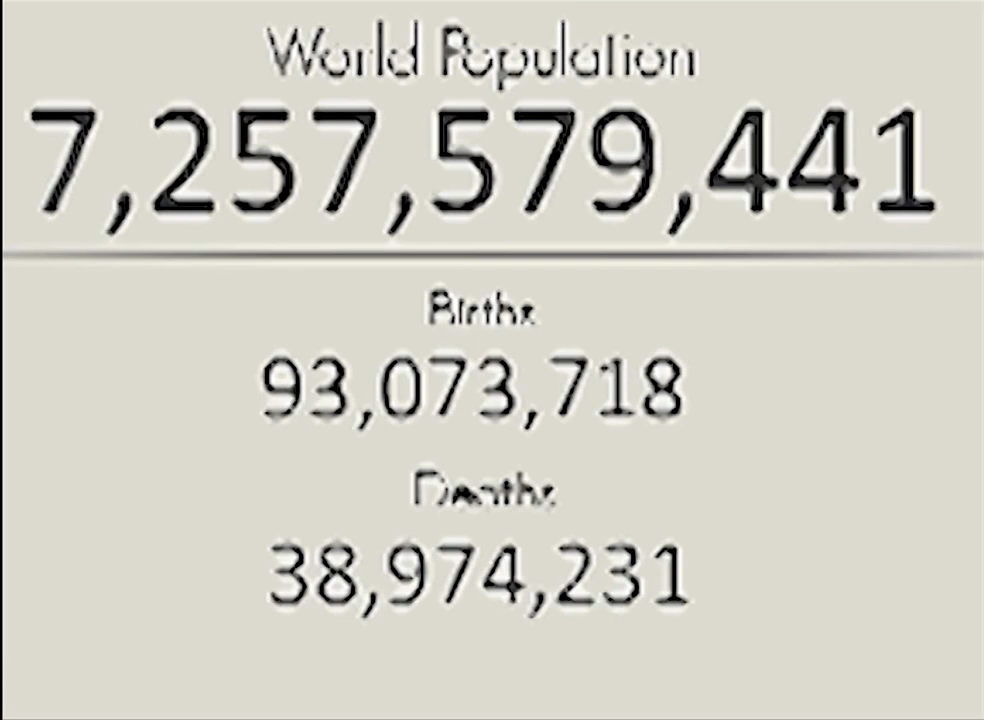 World Population
7,257,579,441
Births
93,073,718
Deaths
38,974,231